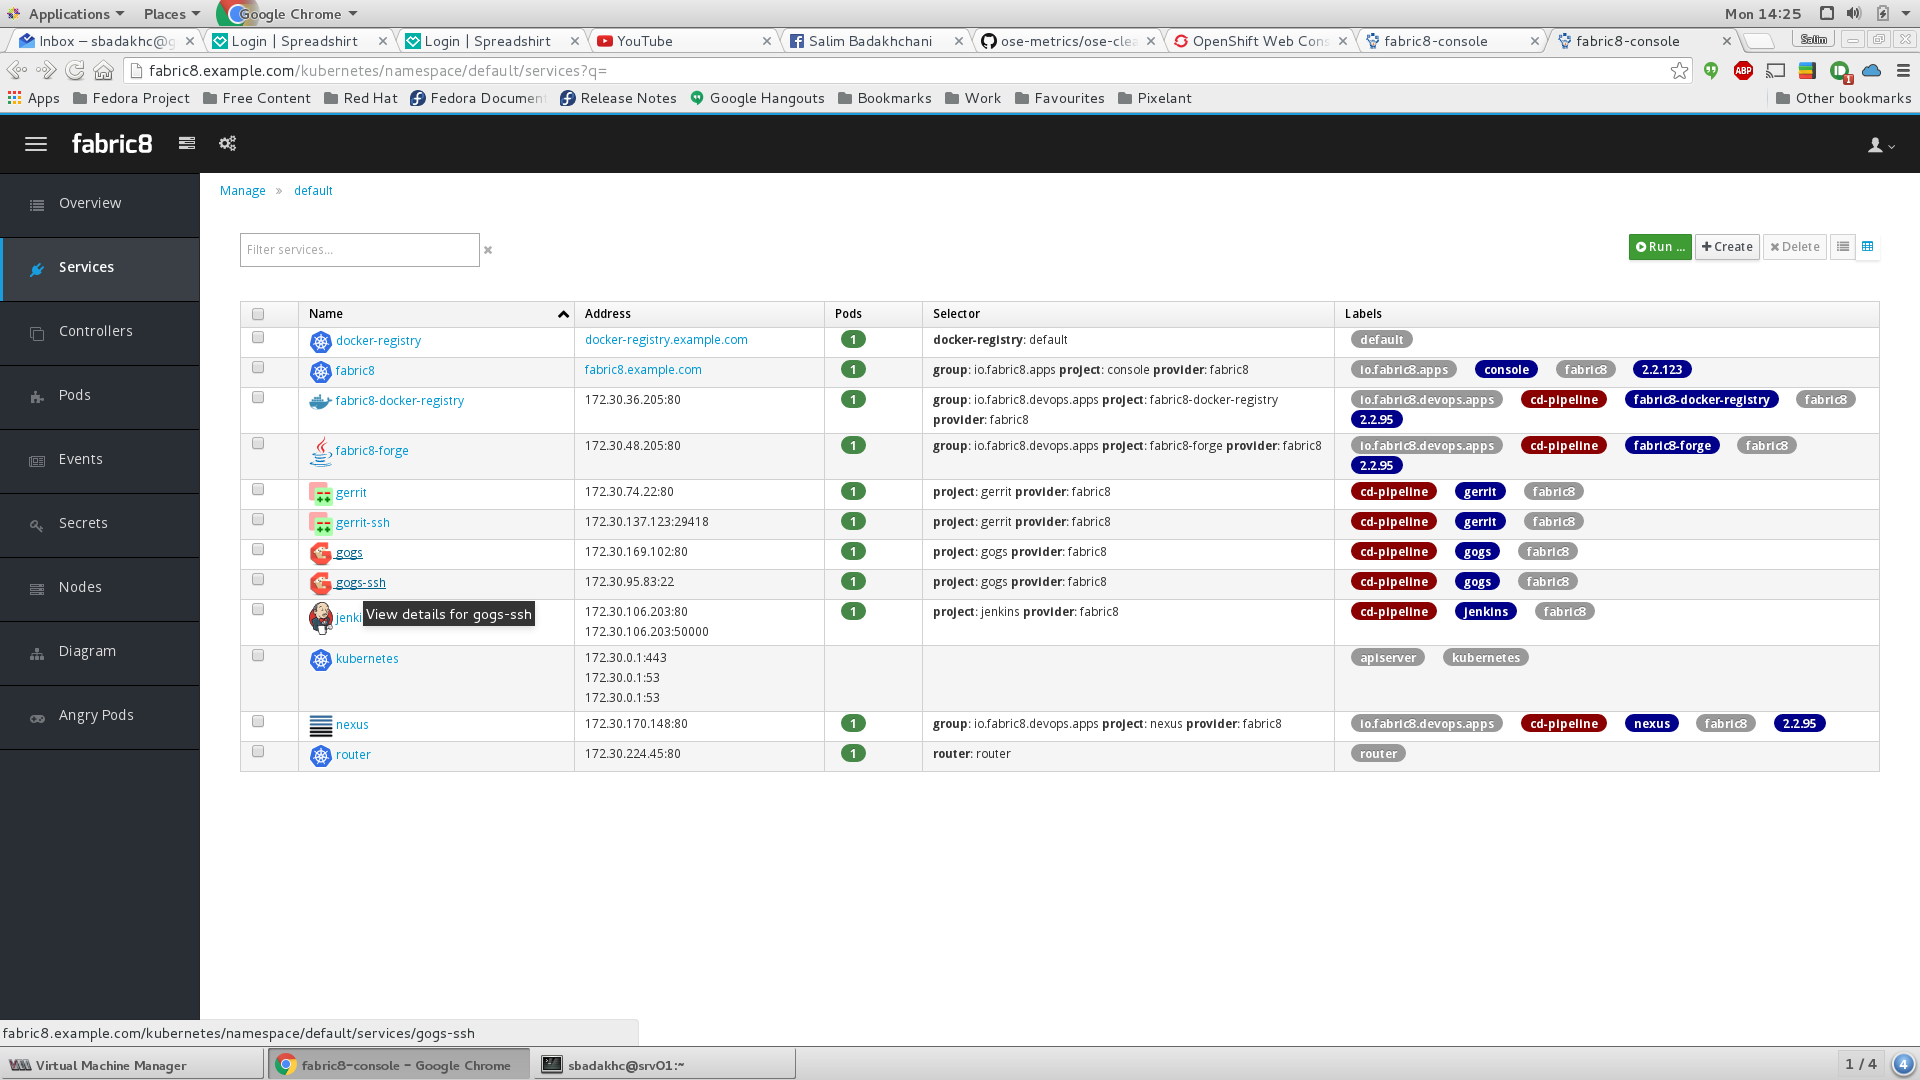 Applications Places Google Chrome Mon 14:25
Inbox – sbadakhc@g Login | Spreadshirt Login | Spreadshirt YouTube Salim Badakhchani ose-metrics/ose-clea OpenShift Web Cons fabric8-console fabric8-console Salim
fabric8.example.com/kubernetes/namespace/default/services?q= ABP 1
Apps Fedora Project Free Content Red Hat Fedora Documen Release Notes Google Hangouts Bookmarks Work Favourites Pixelant Other bookmarks
fabric8
Manage » default
Overview
Services
Controllers
Pods
Events
Secrets
Nodes
Diagram
Angry Pods
Filter services... Run ... Create Delete
Name Address Pods Selector Labels
docker-registry docker-registry.example.com 1 docker-registry: default default
fabric8 fabric8.example.com 1 group: io.fabric8.apps project: console provider: fabric8 io.fabric8.apps console fabric8 2.2.123
fabric8-docker-registry 172.30.36.205:80 1 group: io.fabric8.devops.apps project: fabric8-docker-registry io.fabric8.devops.apps cd-pipeline fabric8-docker-registry fabric8
provider: fabric8 2.2.95
fabric8-forge 172.30.48.205:80 1 group: io.fabric8.devops.apps project: fabric8-forge provider: fabric8 io.fabric8.devops.apps cd-pipeline fabric8-forge fabric8
2.2.95
gerrit 172.30.74.22:80 1 project: gerrit provider: fabric8 cd-pipeline gerrit fabric8
gerrit-ssh 172.30.137.123:29418 1 project: gerrit provider: fabric8 cd-pipeline gerrit fabric8
gogs 172.30.169.102:80 1 project: gogs provider: fabric8 cd-pipeline gogs fabric8
gogs-ssh 172.30.95.83:22 1 project: gogs provider: fabric8 cd-pipeline gogs fabric8
jenki View details for gogs-ssh 172.30.106.203:80 1 project: jenkins provider: fabric8 cd-pipeline jenkins fabric8
172.30.106.203:50000
kubernetes 172.30.0.1:443 apiserver kubernetes
172.30.0.1:53
172.30.0.1:53
nexus 172.30.170.148:80 1 group: io.fabric8.devops.apps project: nexus provider: fabric8 io.fabric8.devops.apps cd-pipeline nexus fabric8 2.2.95
router 172.30.224.45:80 1 router: router router
fabric8.example.com/kubernetes/namespace/default/services/gogs-ssh
Virtual Machine Manager fabric8-console - Google Chrome sbadakhc@srv01:~ 1 / 4 4